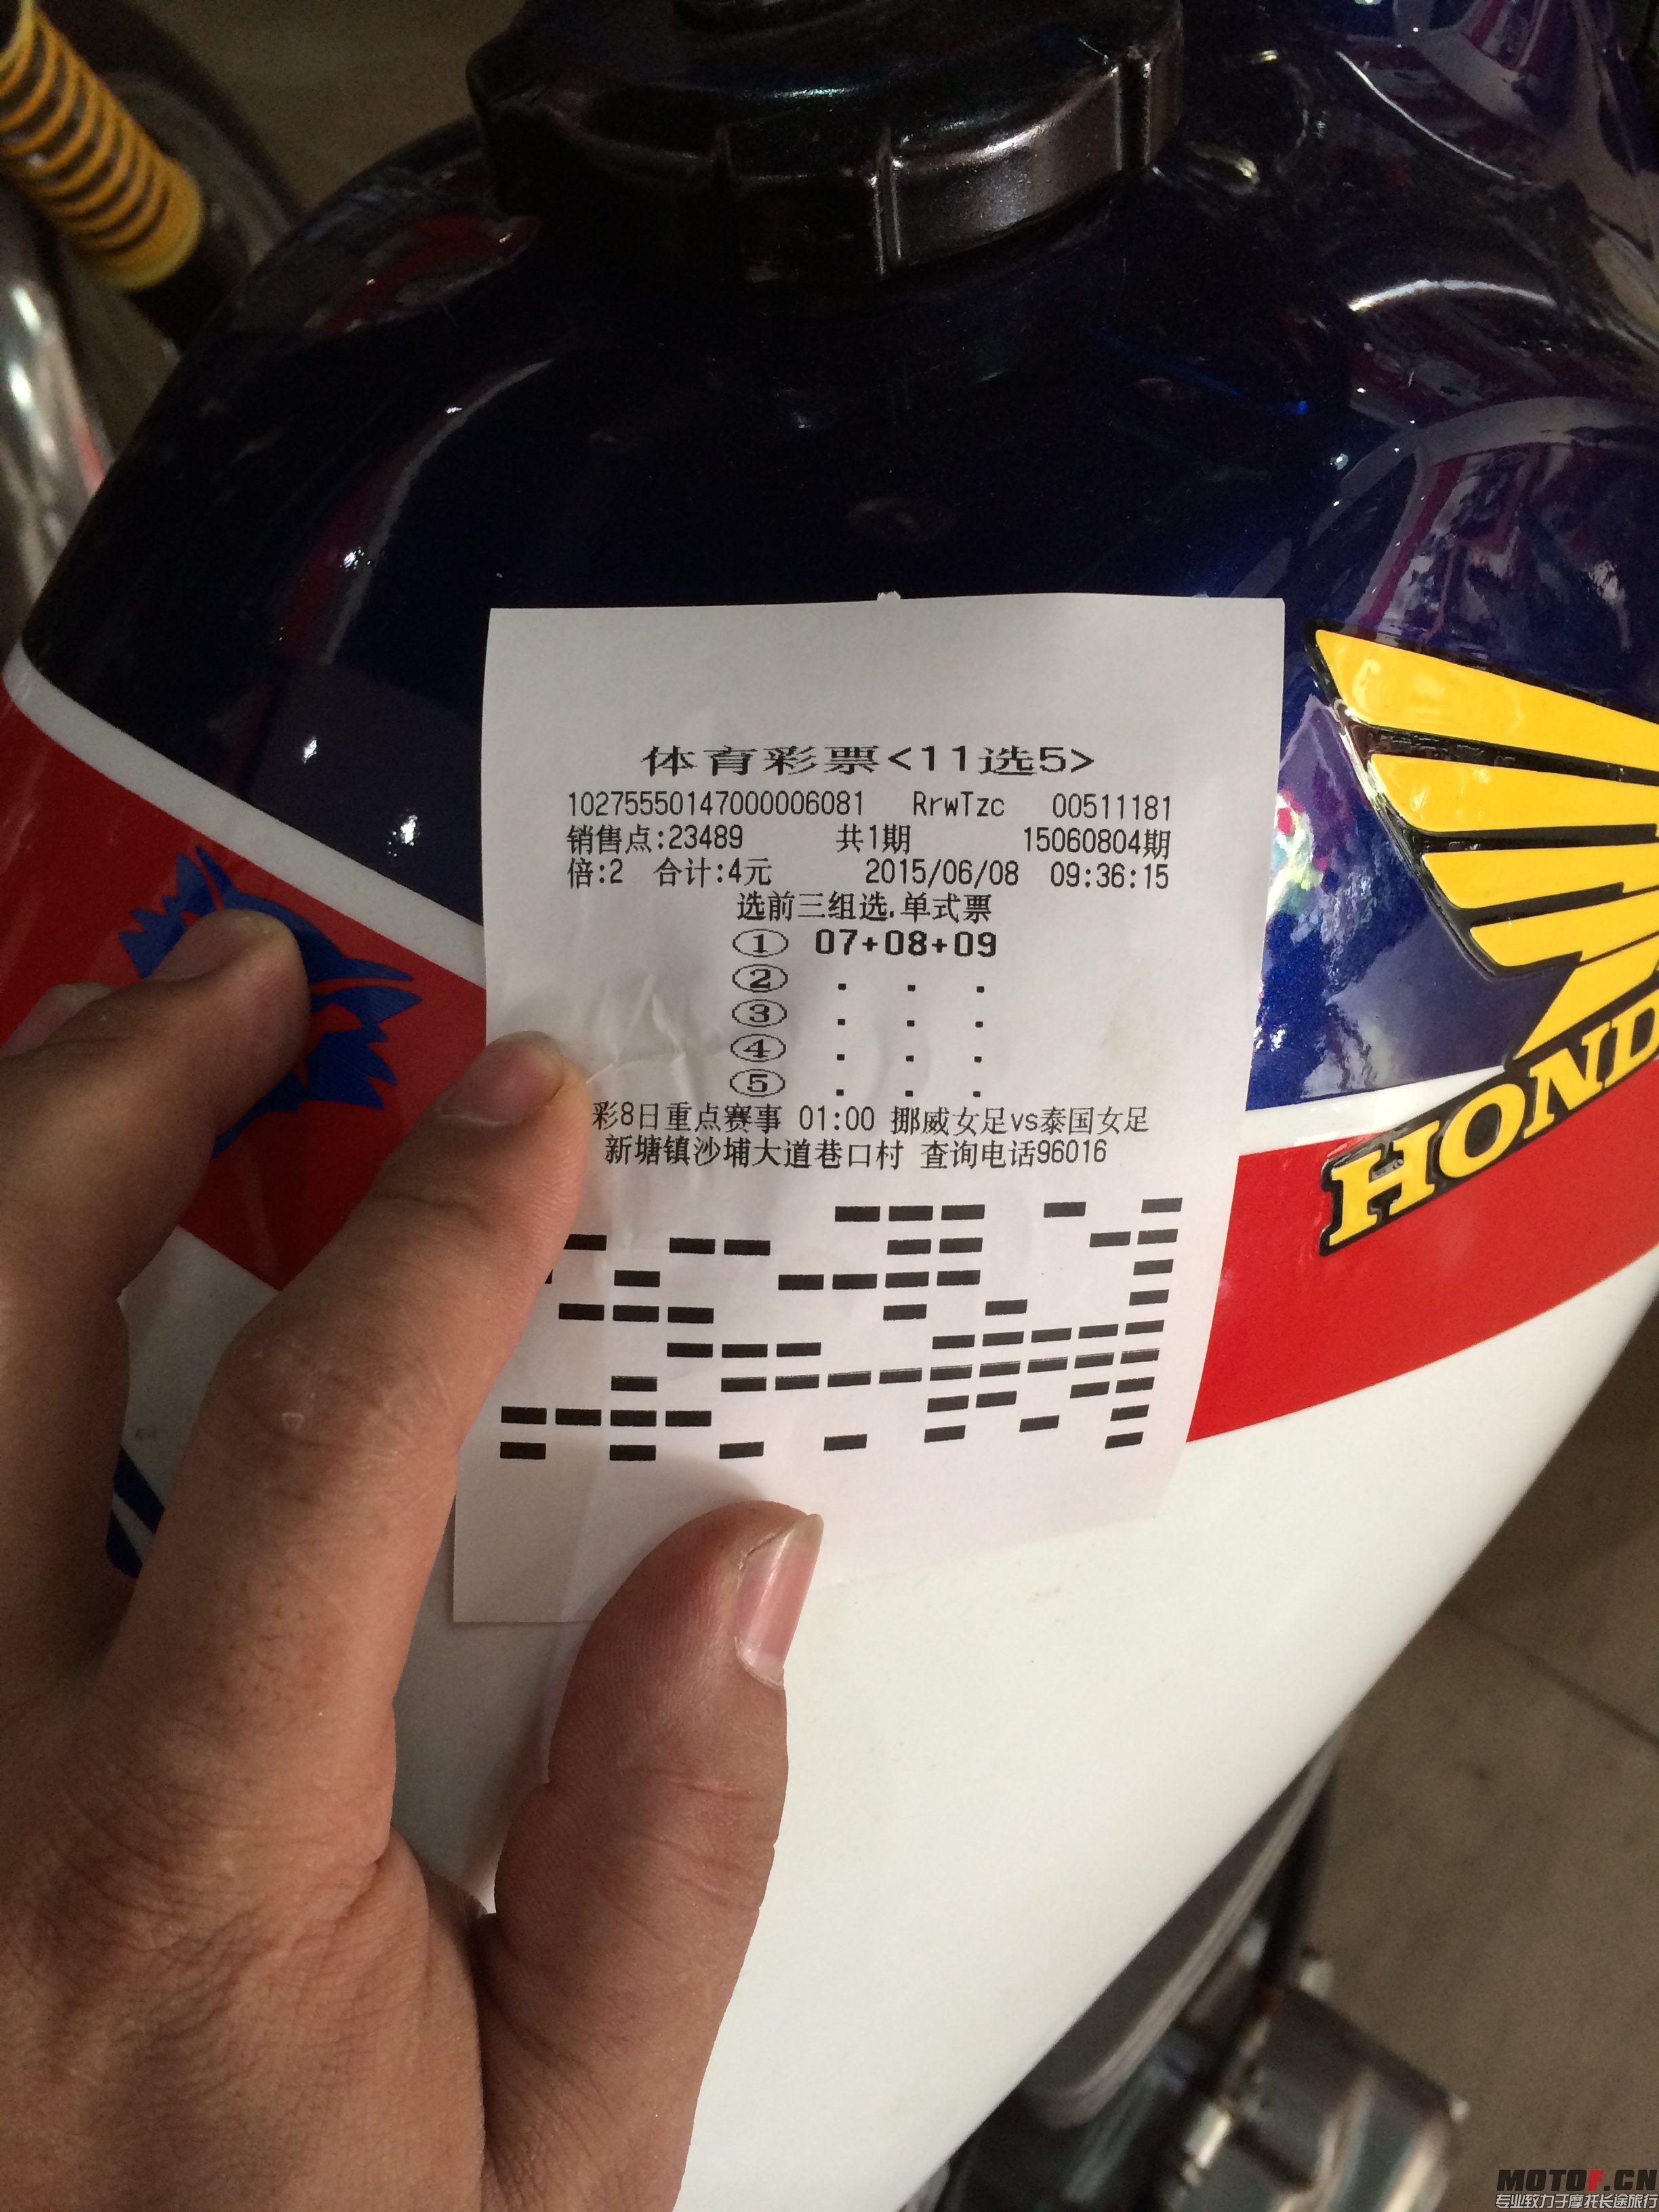 体育彩票<11选5>
10275550147000006081 RrwTzc 00511181
销售点:23489 共1期 15060804期
倍:2 合计:4元 2015/06/08 09:36:15
选前三组选.单式票
① 07+08+09
② . . .
③ . . .
④ . . .
⑤ . . .
彩8日重点赛事 01:00 挪威女足vs泰国女足
新塘镇沙埔大道巷口村 查询电话96016
HOND
MOTOF.CN
专业致力于摩托长途旅行